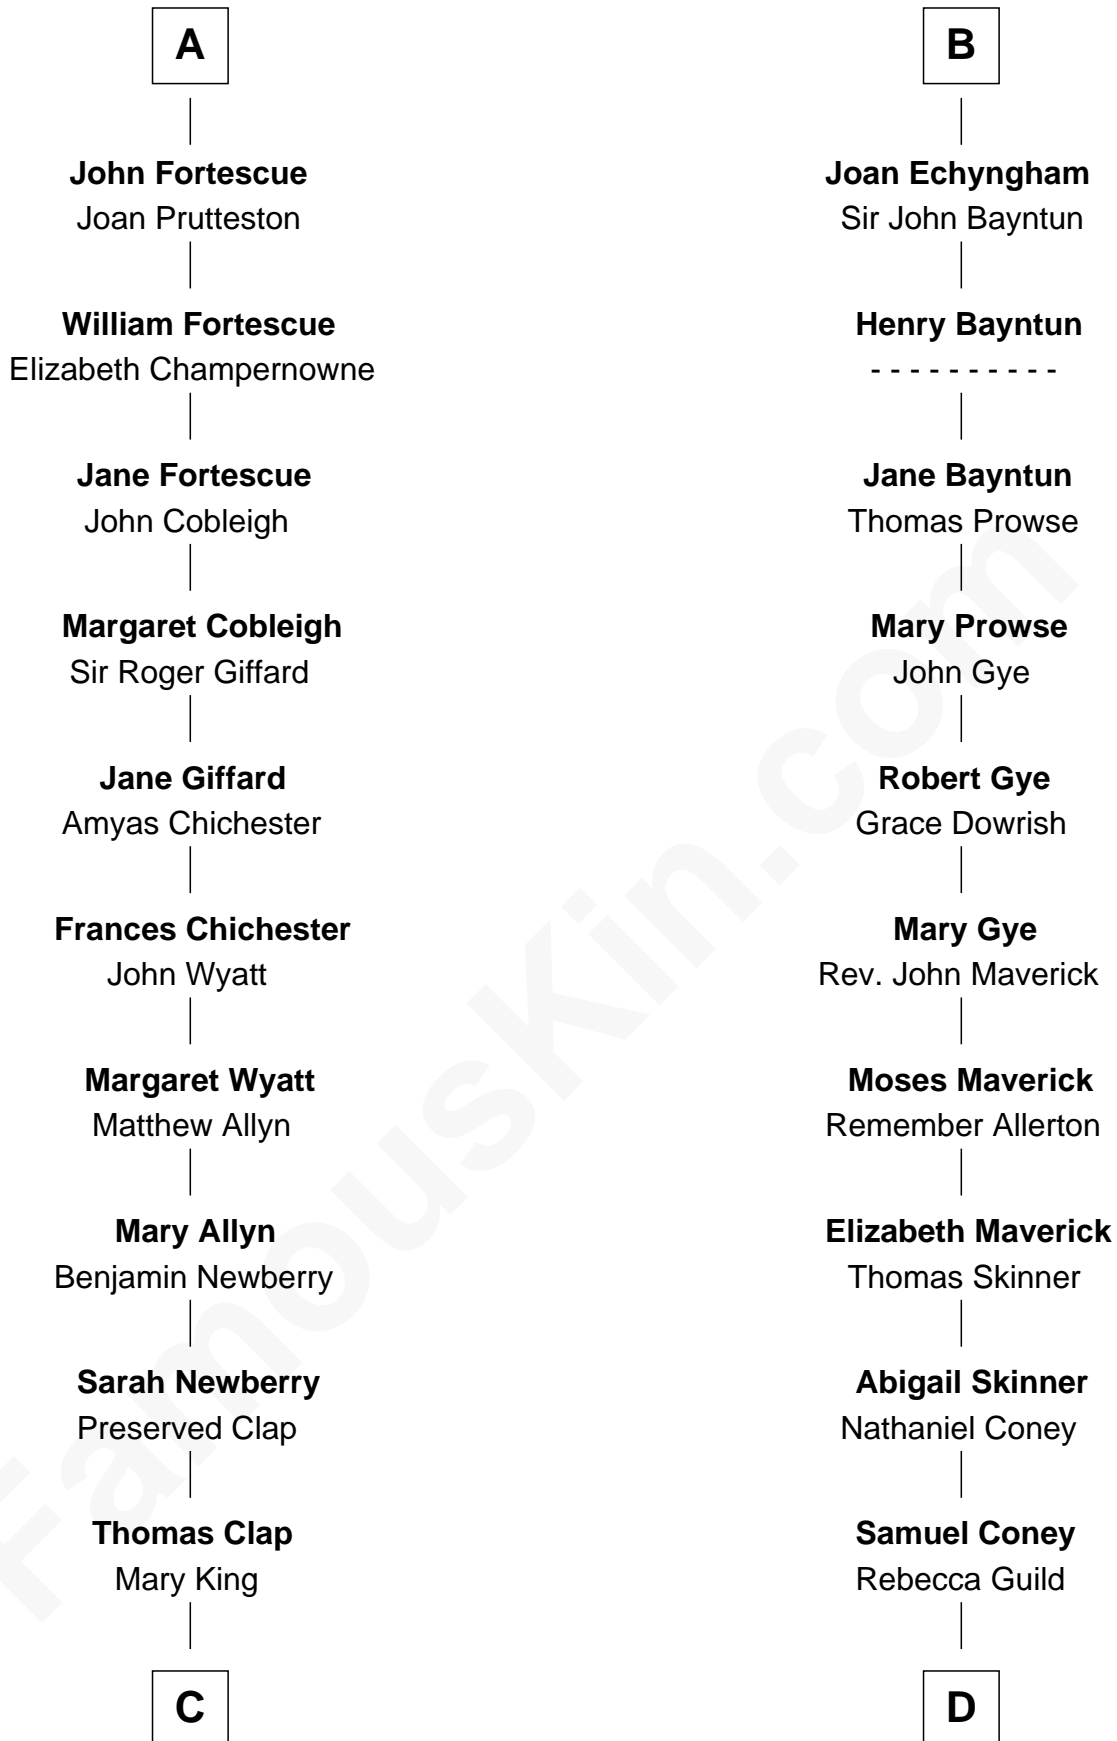 A
John Fortescue
Joan Prutteston
William Fortescue
Elizabeth Champernowne
Jane Fortescue
John Cobleigh
Margaret Cobleigh
Sir Roger Giffard
Jane Giffard
Amyas Chichester
Frances Chichester
John Wyatt
Margaret Wyatt
Matthew Allyn
Mary Allyn
Benjamin Newberry
Sarah Newberry
Preserved Clap
Thomas Clap
Mary King
C
B
Joan Echyngham
Sir John Bayntun
Henry Bayntun
- - - - - - - - - -
Jane Bayntun
Thomas Prowse
Mary Prowse
John Gye
Robert Gye
Grace Dowrish
Mary Gye
Rev. John Maverick
Moses Maverick
Remember Allerton
Elizabeth Maverick
Thomas Skinner
Abigail Skinner
Nathaniel Coney
Samuel Coney
Rebecca Guild
D
FamousKin.com